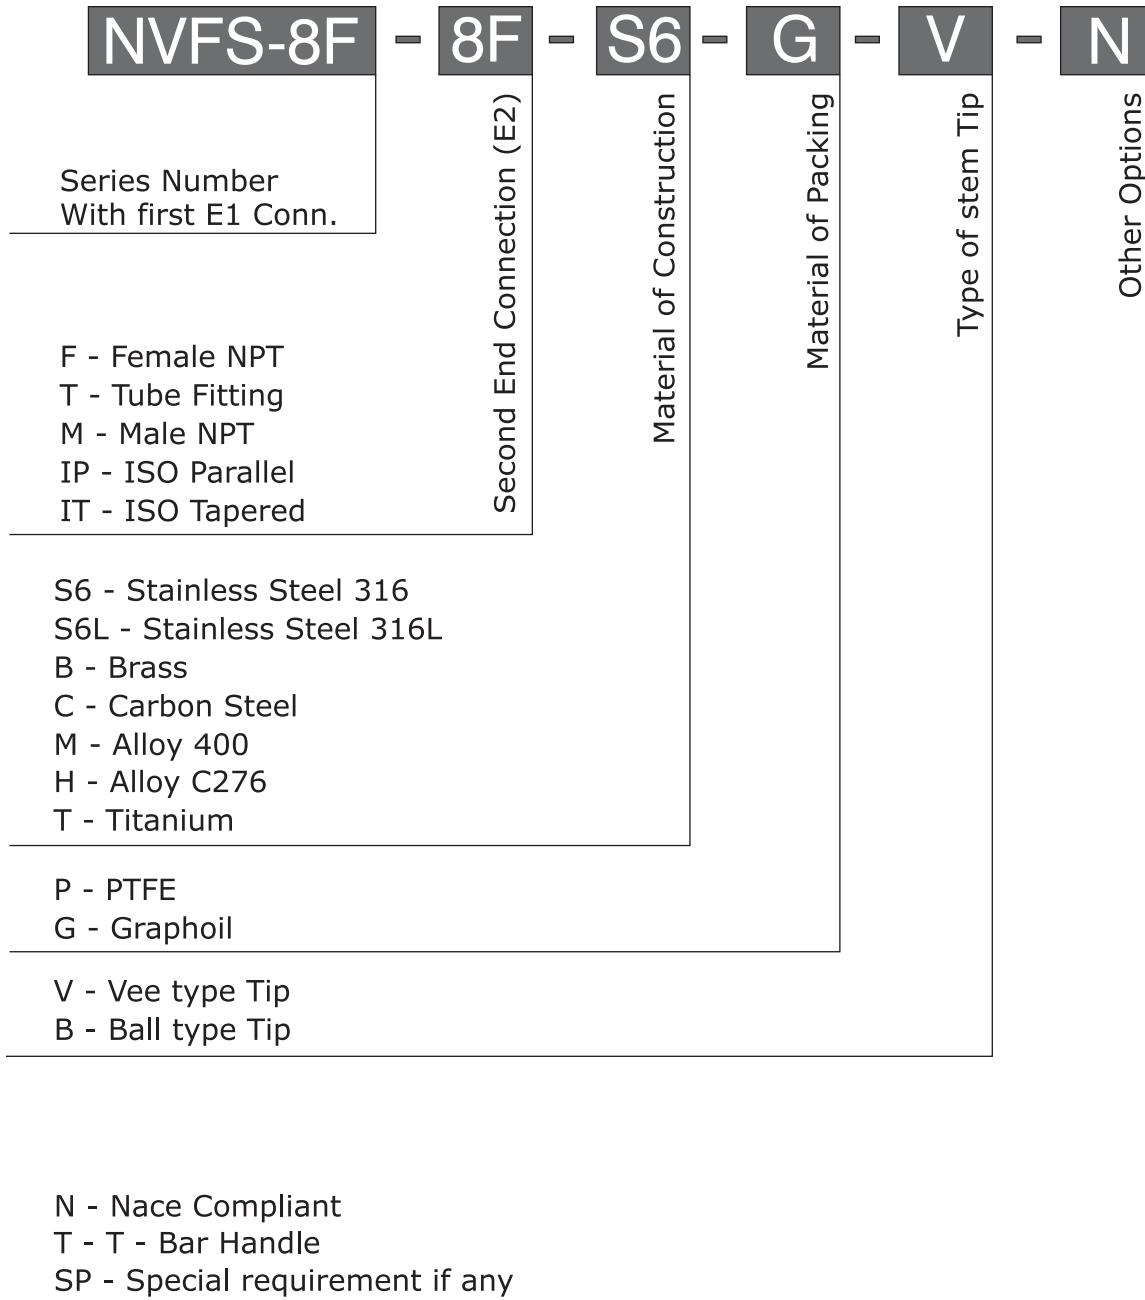 NVFS-8F - 8F - S6 - G - V - N
Series Number
With first E1 Conn.
Second End Connection (E2)
Material of Construction
Material of Packing
Type of stem Tip
Other Options
F - Female NPT
T - Tube Fitting
M - Male NPT
IP - ISO Parallel
IT - ISO Tapered
S6 - Stainless Steel 316
S6L - Stainless Steel 316L
B - Brass
C - Carbon Steel
M - Alloy 400
H - Alloy C276
T - Titanium
P - PTFE
G - Graphoil
V - Vee type Tip
B - Ball type Tip
N - Nace Compliant
T - T - Bar Handle
SP - Special requirement if any